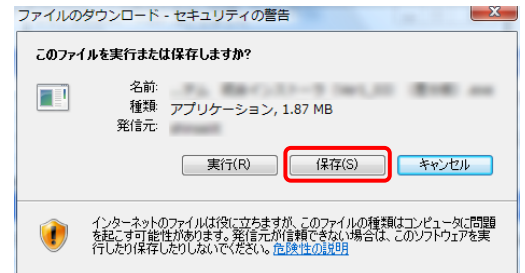 ファイルのダウンロード - セキュリティの警告
このファイルを実行または保存しますか?
名前:
種類: アプリケーション, 1.87 MB
発信元:
実行(R) 保存(S) キャンセル
インターネットのファイルは役に立ちますが、このファイルの種類はコンピュータに問題
を起こす可能性があります。発信元が信頼できない場合は、このソフトウェアを実
行したり保存したりしないでください。危険性の説明